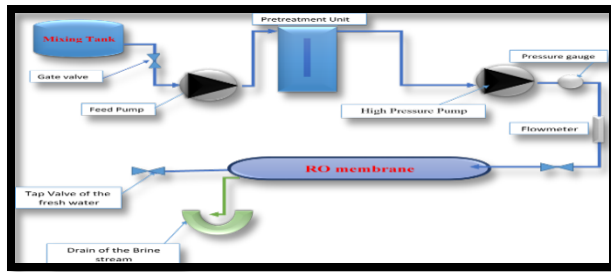 Pretreatment Unit
Mixing Tank
Gate valve
Feed Pump
High Pressure Pump
Pressure gauge
Flowmeter
RO membrane
Tap Valve of the
fresh water
Drain of the Brine
stream